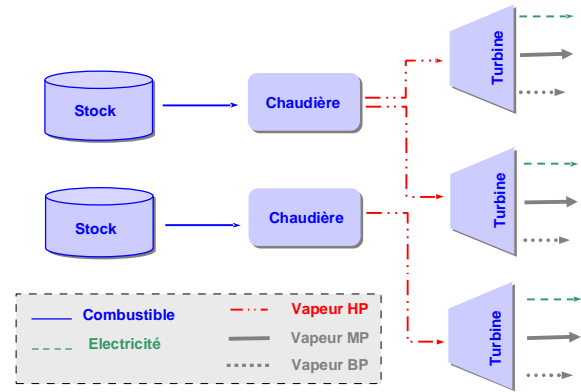 Turbine
Stock
Chaudière
Turbine
Stock
Chaudière
Turbine
Combustible
Electricité
Vapeur HP
Vapeur MP
Vapeur BP